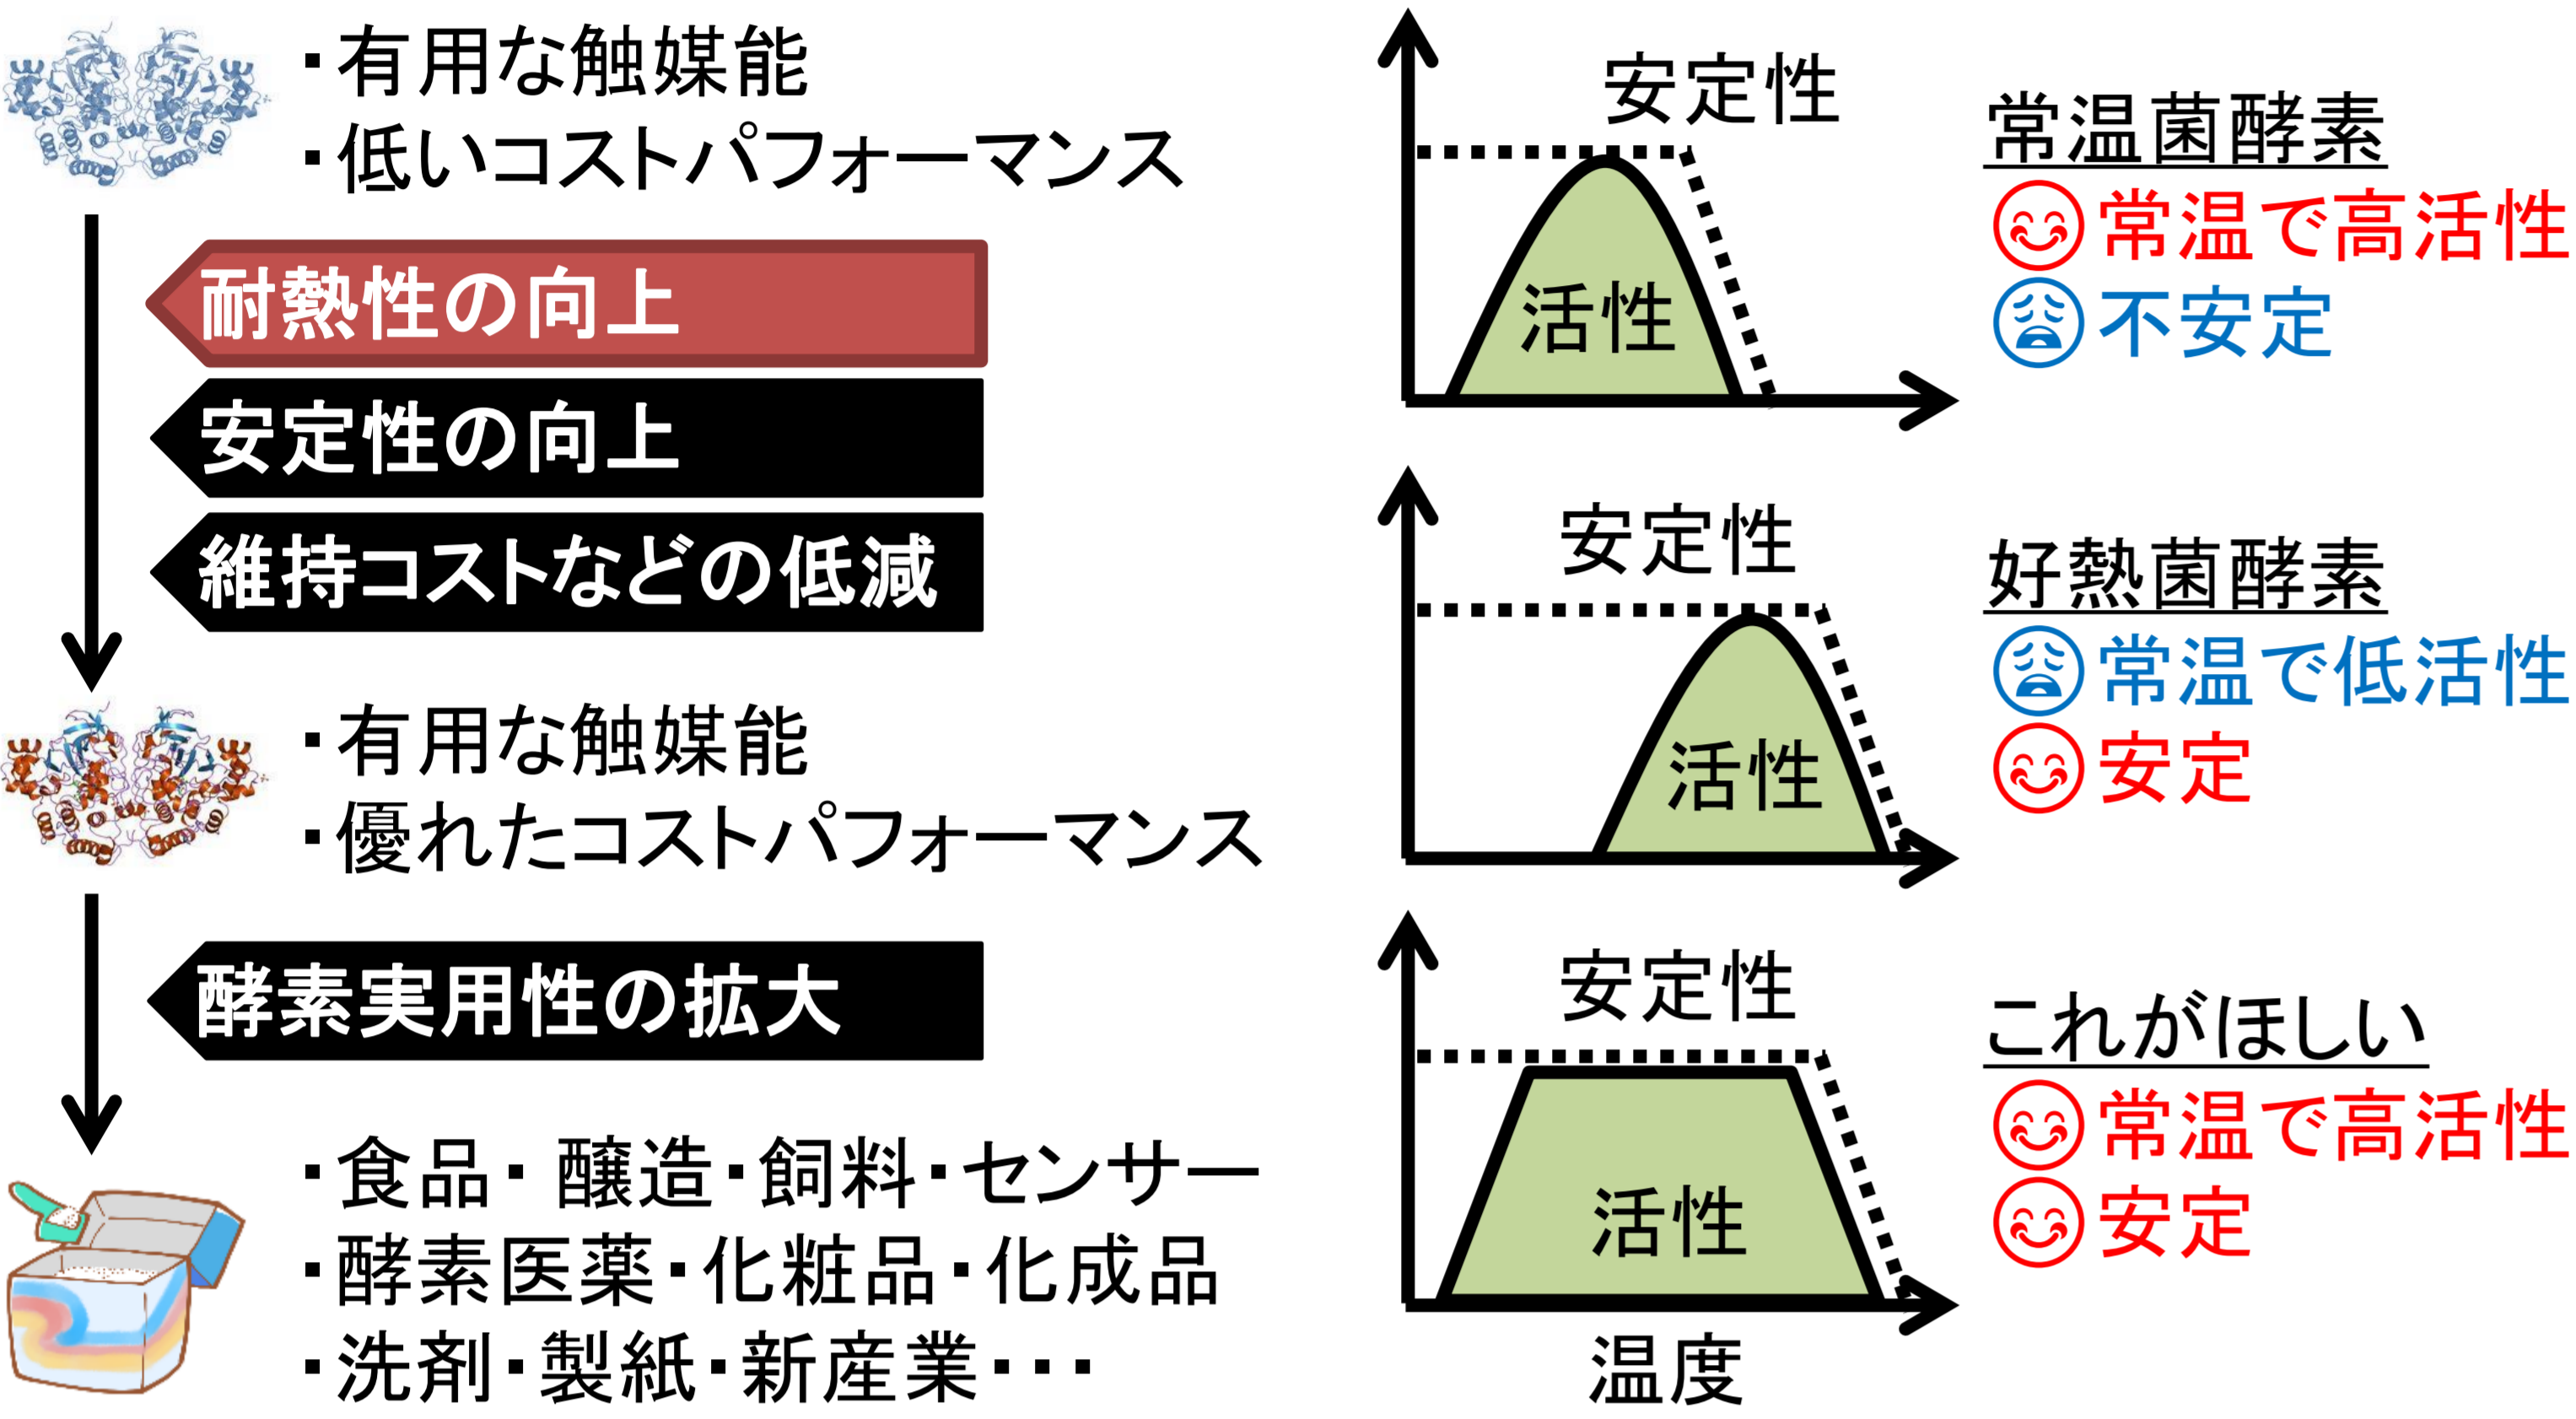 ・有用な触媒能
・低いコストパフォーマンス
耐熱性の向上
安定性の向上
維持コストなどの低減
・有用な触媒能
・優れたコストパフォーマンス
酵素実用性の拡大
・食品・醸造・飼料・センサー
・酵素医薬・化粧品・化成品
・洗剤・製紙・新産業・・・
安定性
活性
常温菌酵素
常温で高活性
不安定
安定性
活性
好熱菌酵素
常温で低活性
安定
安定性
活性
温度
これがほしい
常温で高活性
安定